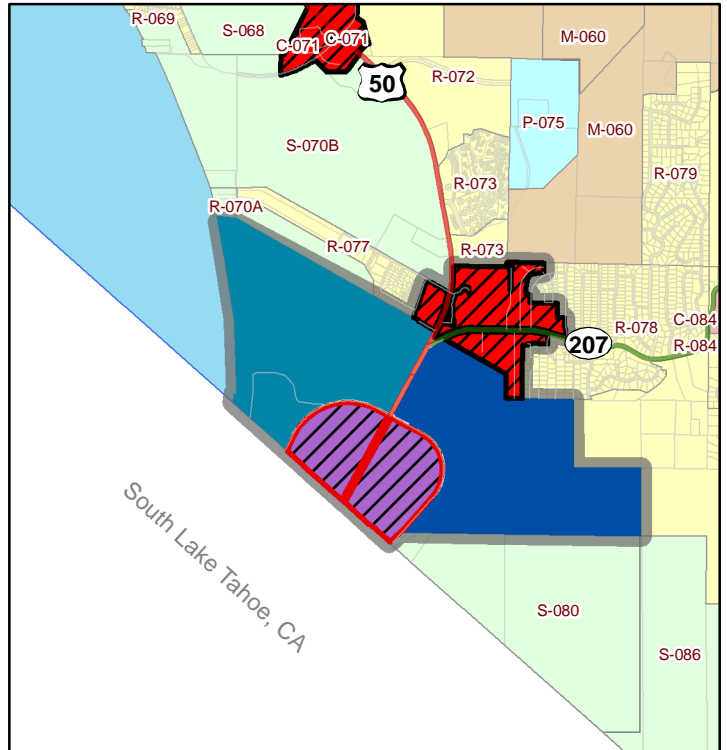 R-069
S-068
C-071
C-071
M-060
50
R-072
P-075
M-060
S-070B
R-079
R-073
R-070A
R-077
R-073
C-084
R-078
207
R-084
South Lake Tahoe, CA
S-080
S-086